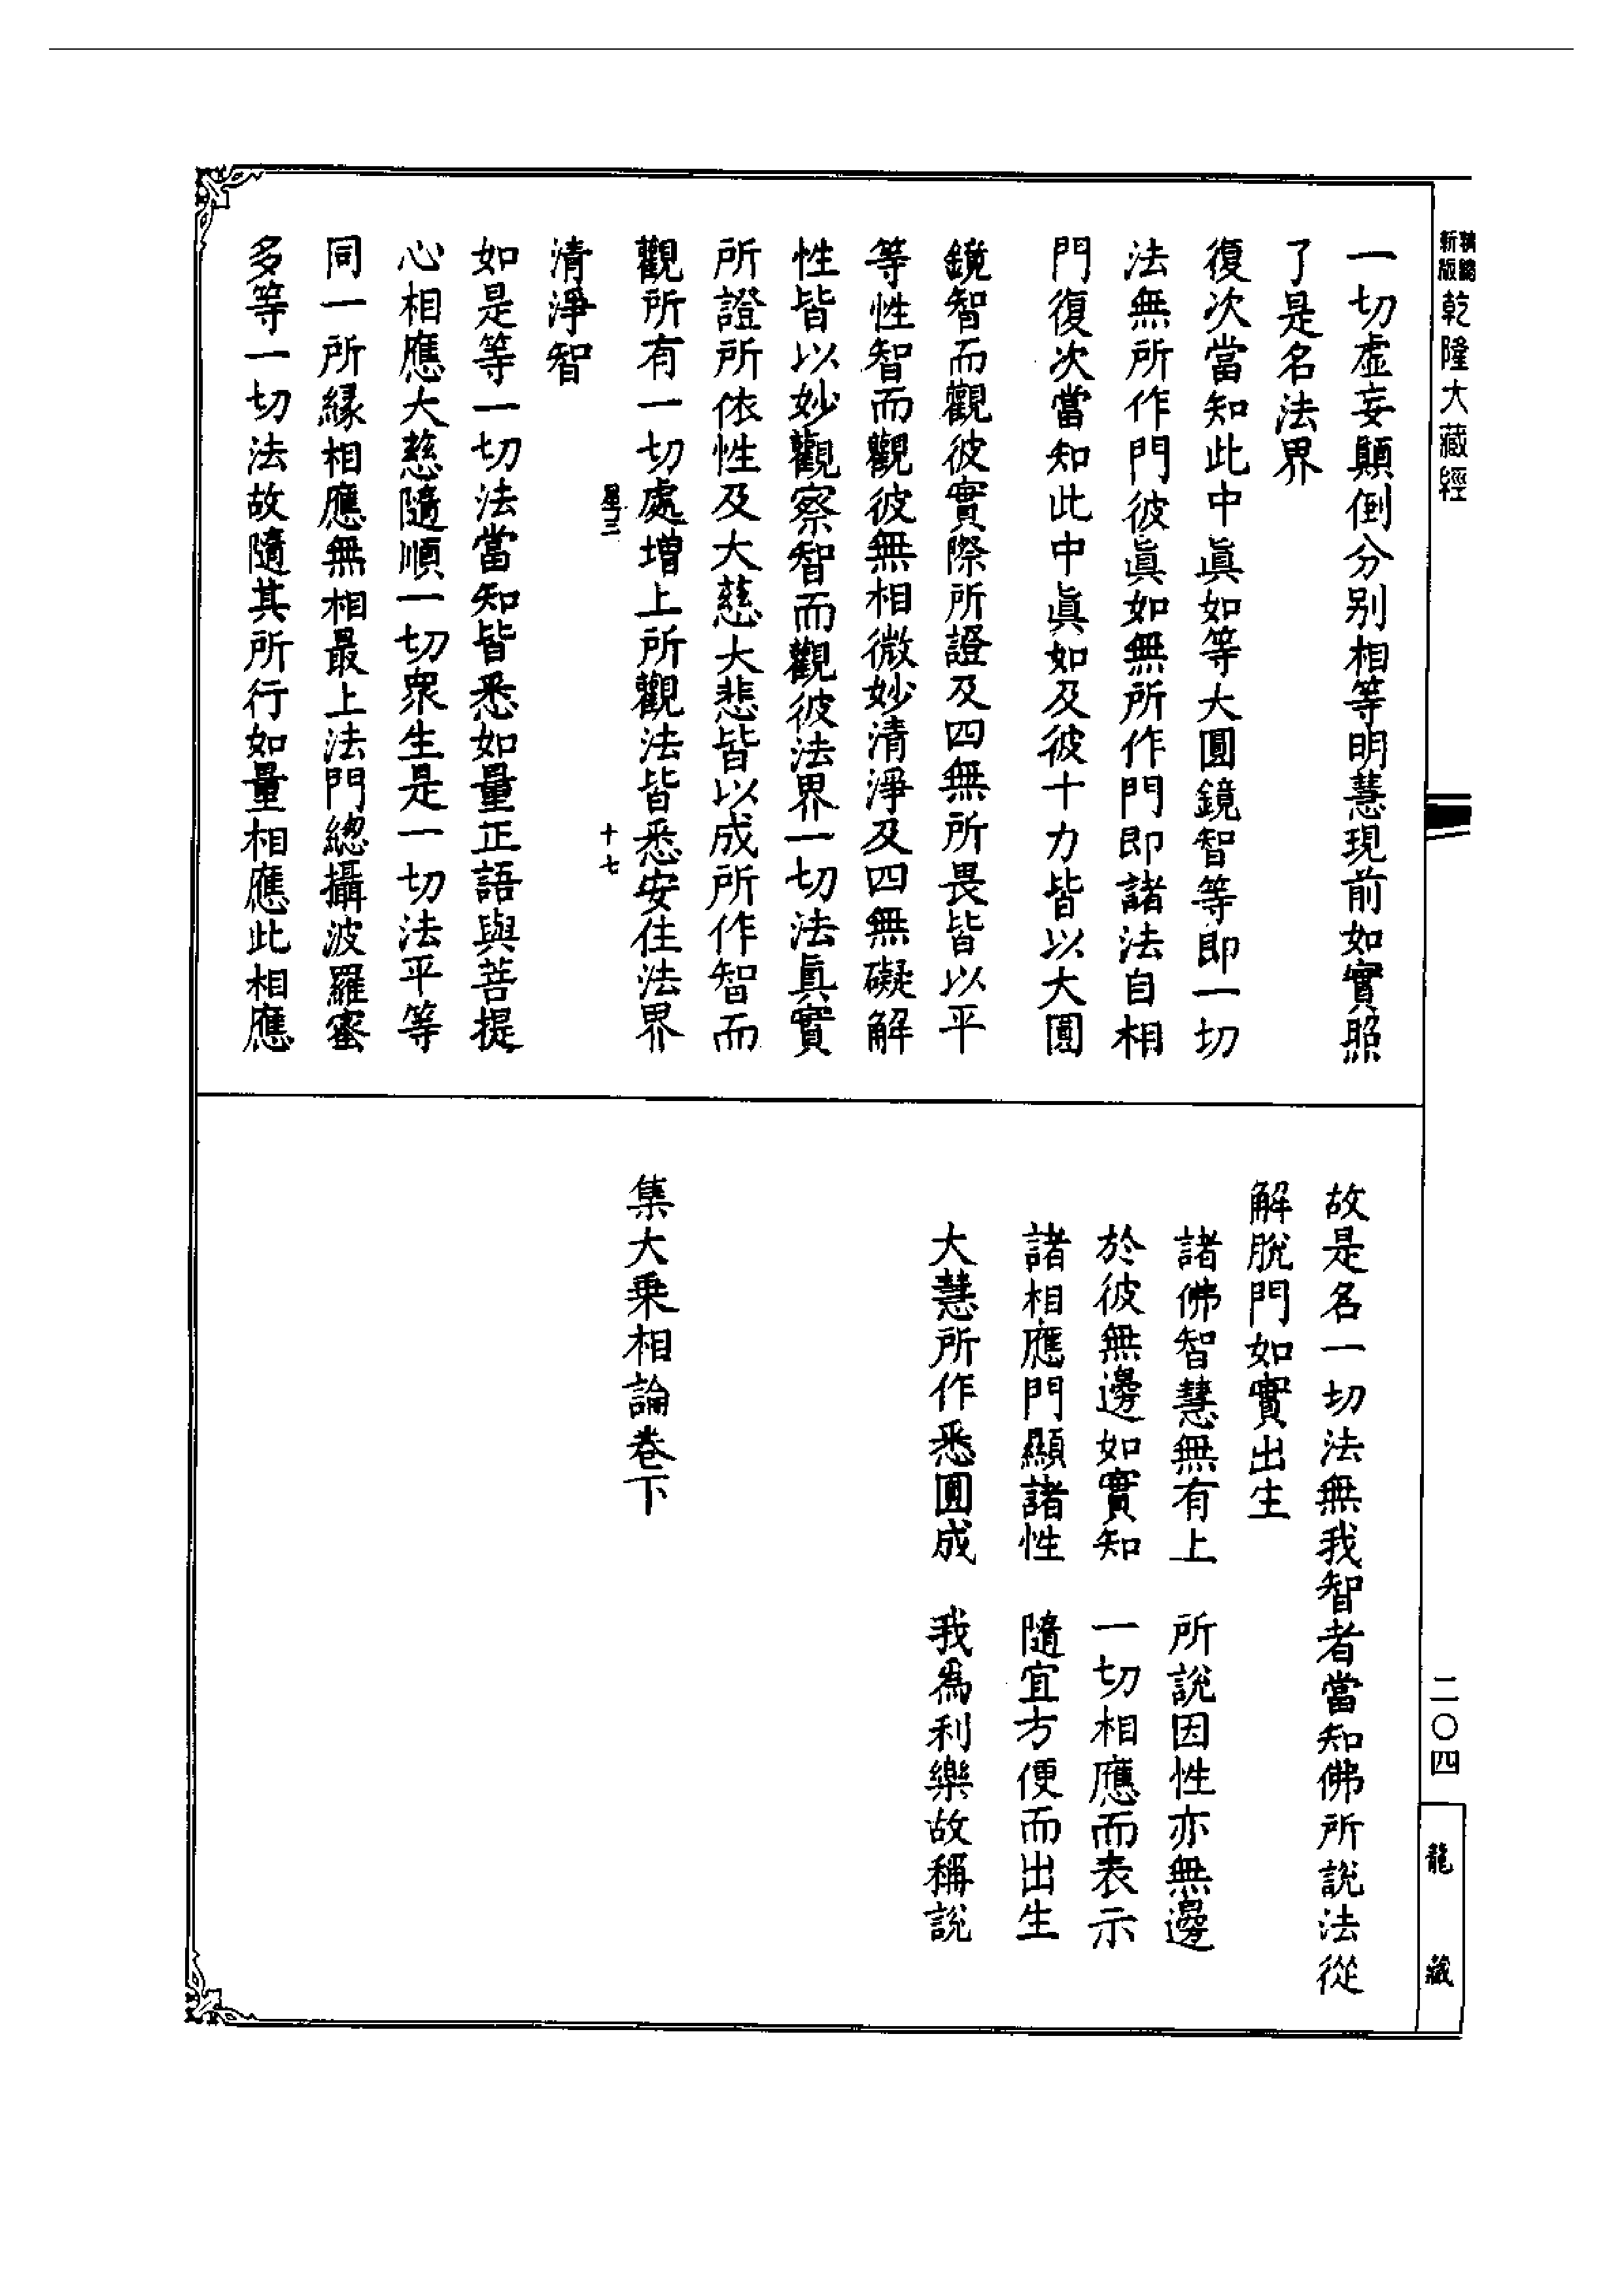 新版
精縮
乾隆大藏經
一切虛妄顛倒分別相等明慧現前如實照
了是名法界
復次當知此中眞如等大圓鏡智等即一切
法無所作門彼眞如無所作門即諸法自相
門復次當知此中眞如及彼十力皆以大圓
鏡智而觀彼實際所證及四無所畏皆以平
等性智而觀彼無相微妙清淨及四無礙解
性皆以妙觀察智而觀彼法界一切法眞實
所證所依性及大慈大悲皆以成所作智而
觀所有一切處增上所觀法皆悉安住法界
十七
清淨智
如是等一切法當知皆悉如量正語與菩提
心相應大慈隨順一切衆生是一切法平等
同一所緣相應無相最上法門總攝波羅蜜
多等一切法故隨其所行如量相應此相應
故是名一切法無我智者當知佛所說法從
解脫門如實出生
諸佛智慧無有上 所說因性亦無邊
於彼無邊如實知 一切相應而表示
諸相應門顯諸性 隨宜方便而出生
大慧所作悉圓成 我爲利樂故稱說
集大乘相論卷下
二〇四
龍藏